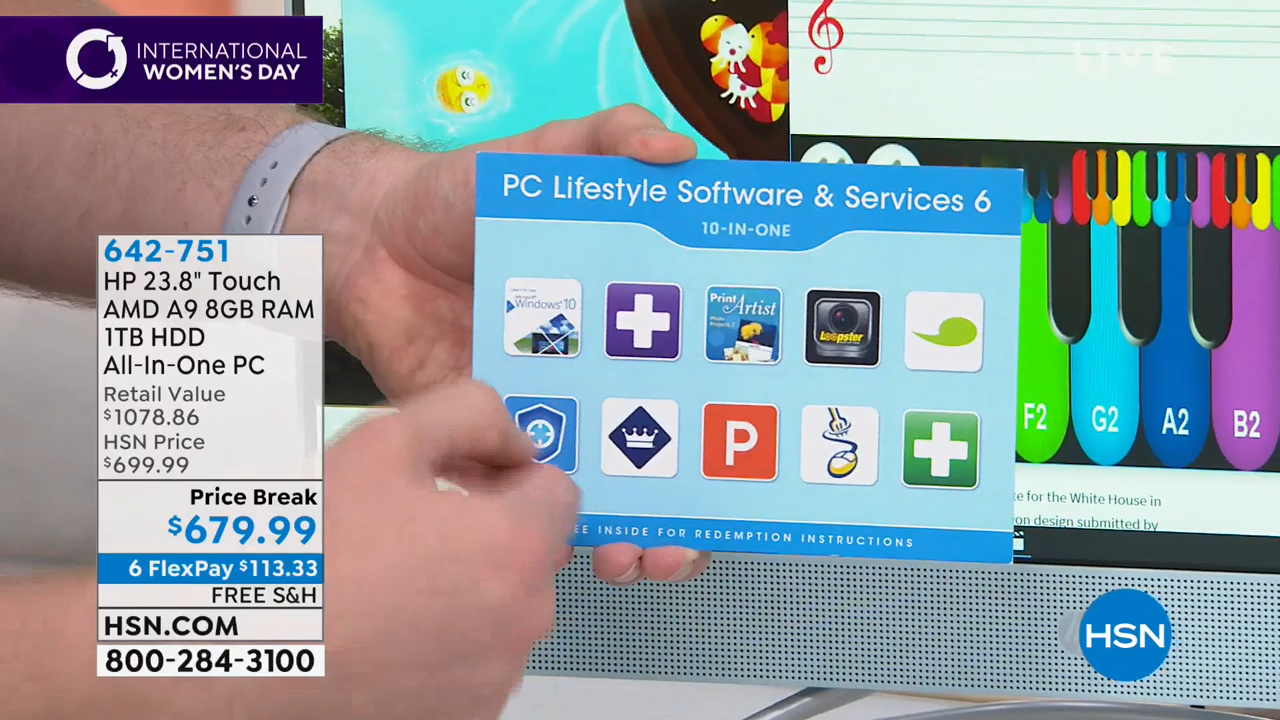 INTERNATIONAL
WOMEN'S DAY
LIVE
642-751
HP 23.8" Touch
AMD A9 8GB RAM
1TB HDD
All-In-One PC
Retail Value
$1078.86
HSN Price
$699.99
Price Break
$679.99
6 FlexPay $113.33
FREE S&H
HSN.COM
800-284-3100
PC Lifestyle Software & Services 6
10-IN-ONE
Windows 10
Print
Artist
Loopster
P
INSIDE FOR REDEMPTION INSTRUCTIONS
F2
G2
A2
B2
for the White House in
design submitted by
HSN